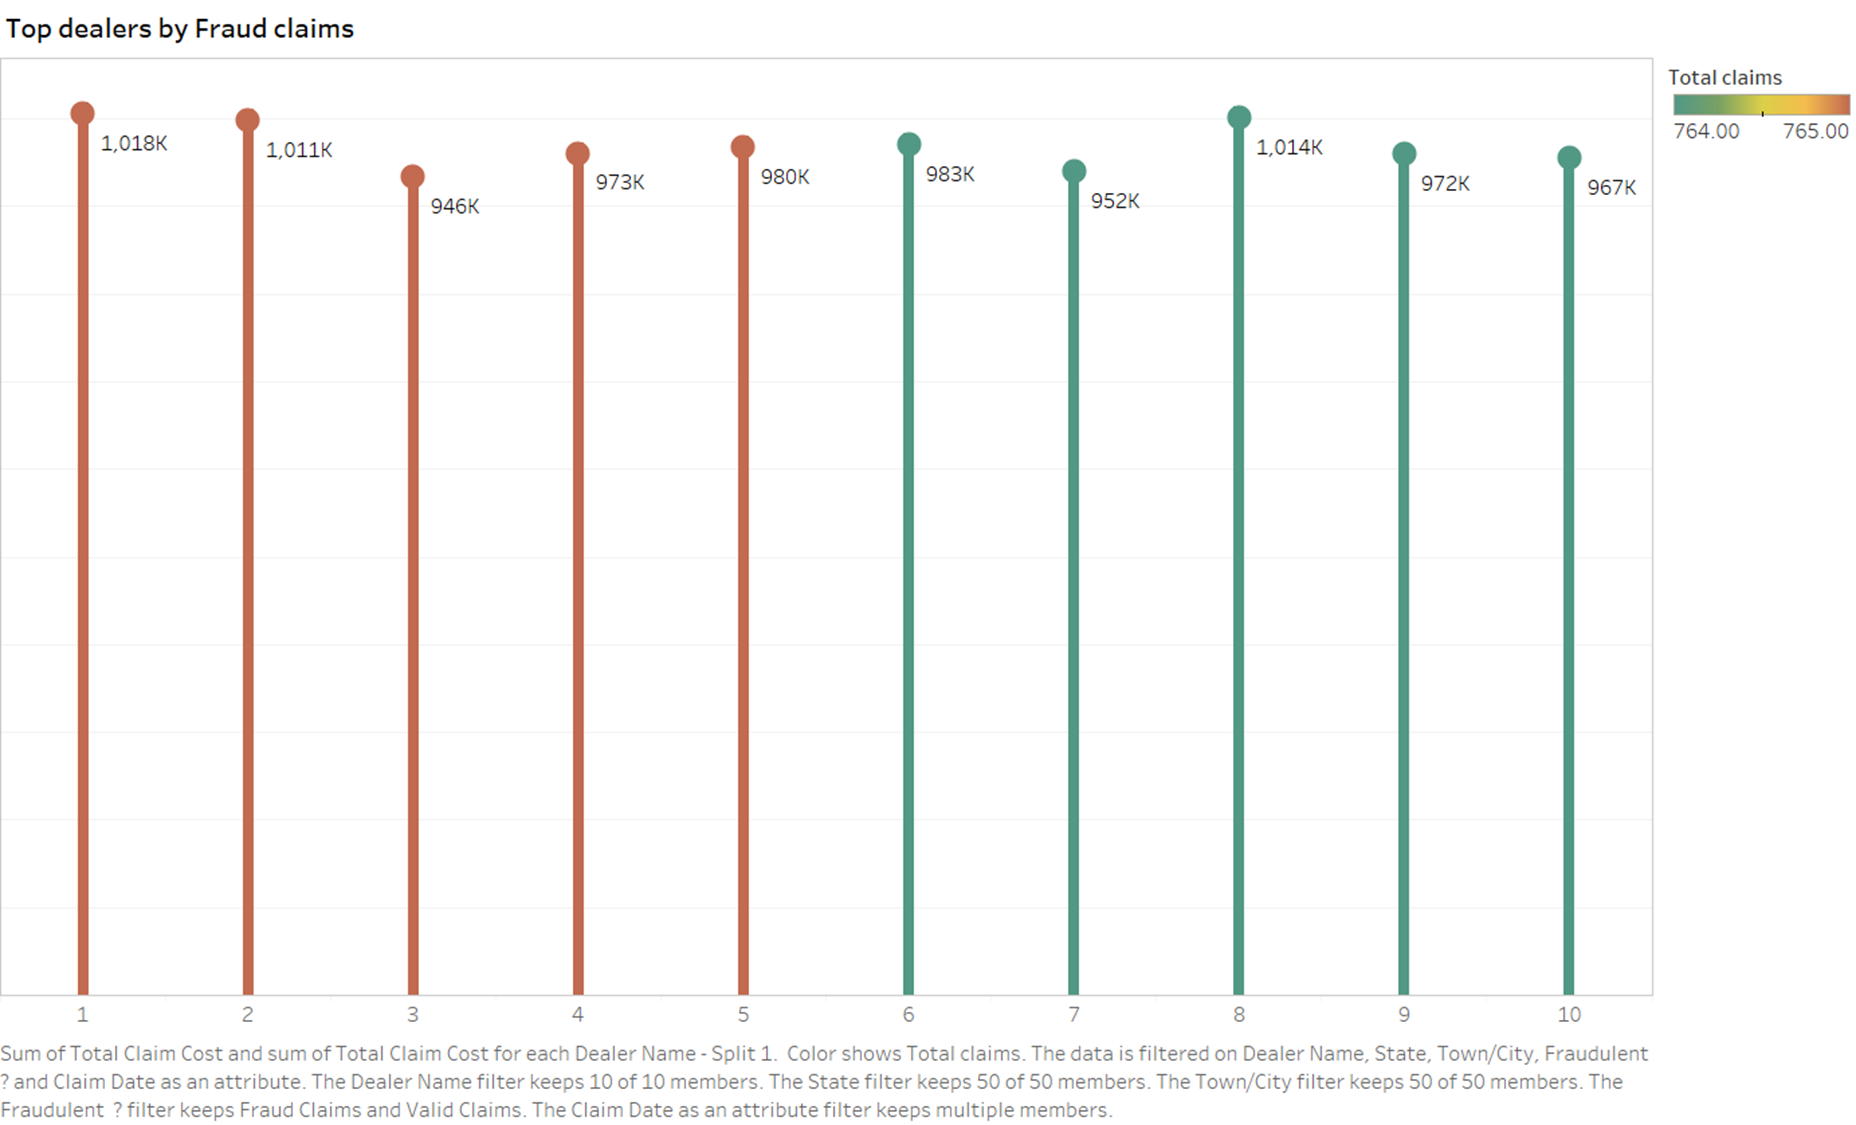 Top dealers by Fraud claims
Total claims
764.00 765.00
1,018K
1,011K
946K
973K
980K
983K
952K
1,014K
972K
967K
1 2 3 4 5 6 7 8 9 10
Sum of Total Claim Cost and sum of Total Claim Cost for each Dealer Name - Split 1.  Color shows Total claims. The data is filtered on Dealer Name, State, Town/City, Fraudulent
? and Claim Date as an attribute. The Dealer Name filter keeps 10 of 10 members. The State filter keeps 50 of 50 members. The Town/City filter keeps 50 of 50 members. The
Fraudulent  ? filter keeps Fraud Claims and Valid Claims. The Claim Date as an attribute filter keeps multiple members.